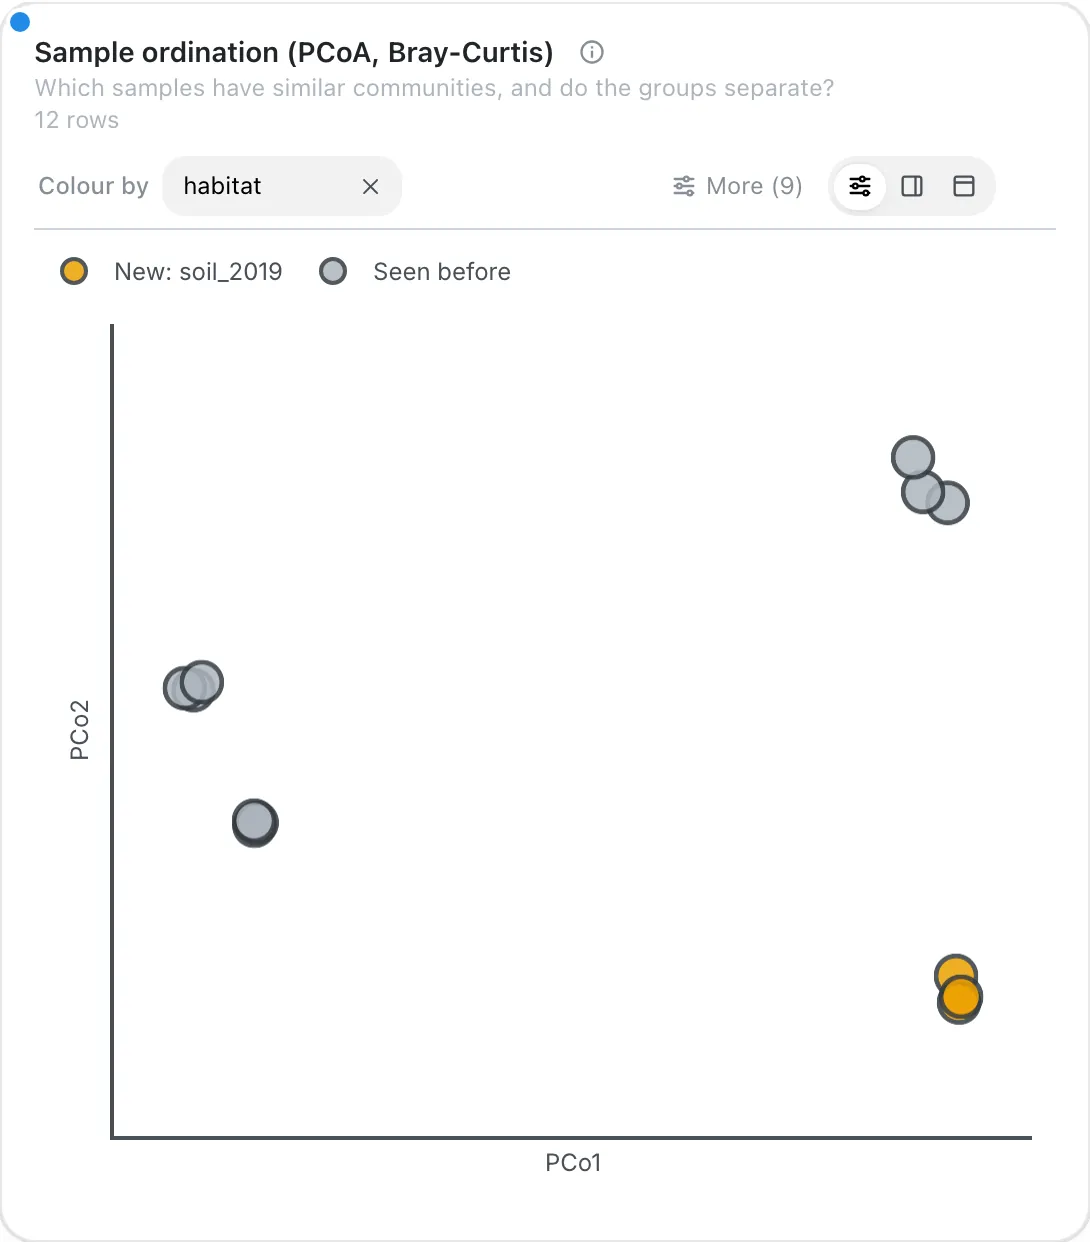 Sample ordination (PCoA, Bray-Curtis)
Which samples have similar communities, and do the groups separate?
12 rows
Colour by habitat More (9)
New: soil_2019 Seen before
PCo2
PCo1